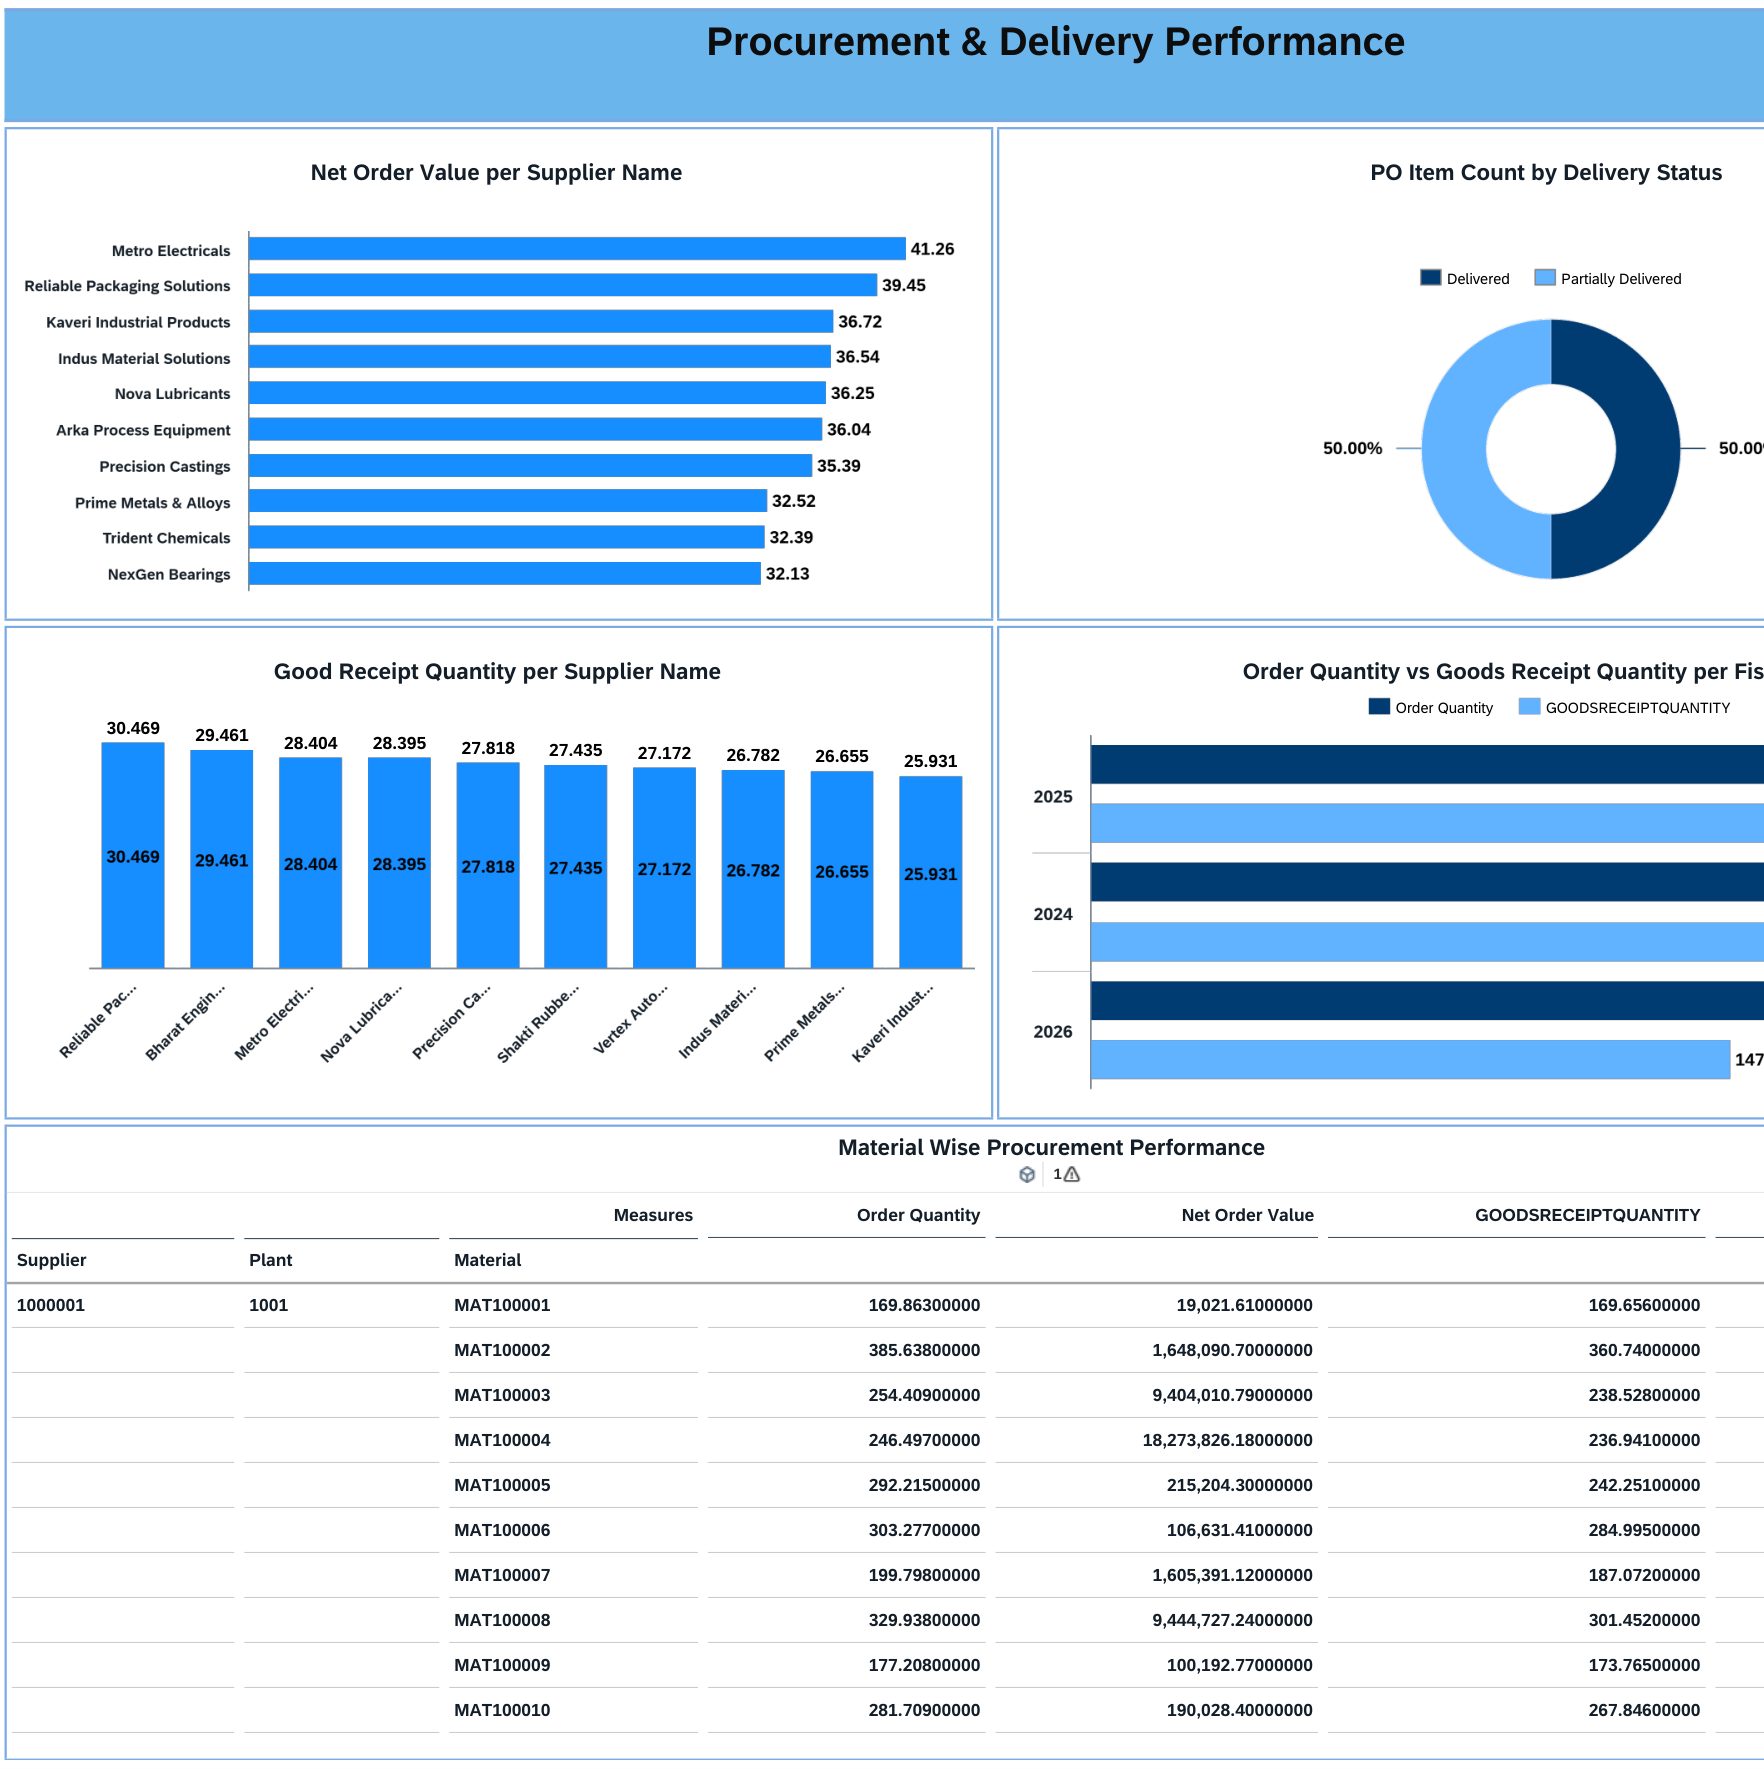 Procurement & Delivery Performance
Net Order Value per Supplier Name
Metro Electricals 41.26
Reliable Packaging Solutions 39.45
Kaveri Industrial Products 36.72
Indus Material Solutions 36.54
Nova Lubricants 36.25
Arka Process Equipment 36.04
Precision Castings 35.39
Prime Metals & Alloys 32.52
Trident Chemicals 32.39
NexGen Bearings 32.13
PO Item Count by Delivery Status
Delivered Partially Delivered
50.00% 50.00
Good Receipt Quantity per Supplier Name
30.469 29.461 28.404 28.395 27.818 27.435 27.172 26.782 26.655 25.931
30.469 29.461 28.404 28.395 27.818 27.435 27.172 26.782 26.655 25.931
Reliable Pac... Bharat Engin... Metro Electri... Nova Lubrica... Precision Ca... Shakti Rubbe... Vertex Auto... Indus Materi... Prime Metals... Kaveri Indust...
Order Quantity vs Goods Receipt Quantity per Fis
Order Quantity GOODSRECEIPTQUANTITY
2025
2024
2026
147
Material Wise Procurement Performance
1
Measures Order Quantity Net Order Value GOODSRECEIPTQUANTITY
Supplier Plant Material
1000001 1001 MAT100001 169.86300000 19,021.61000000 169.65600000
MAT100002 385.63800000 1,648,090.70000000 360.74000000
MAT100003 254.40900000 9,404,010.79000000 238.52800000
MAT100004 246.49700000 18,273,826.18000000 236.94100000
MAT100005 292.21500000 215,204.30000000 242.25100000
MAT100006 303.27700000 106,631.41000000 284.99500000
MAT100007 199.79800000 1,605,391.12000000 187.07200000
MAT100008 329.93800000 9,444,727.24000000 301.45200000
MAT100009 177.20800000 100,192.77000000 173.76500000
MAT100010 281.70900000 190,028.40000000 267.84600000